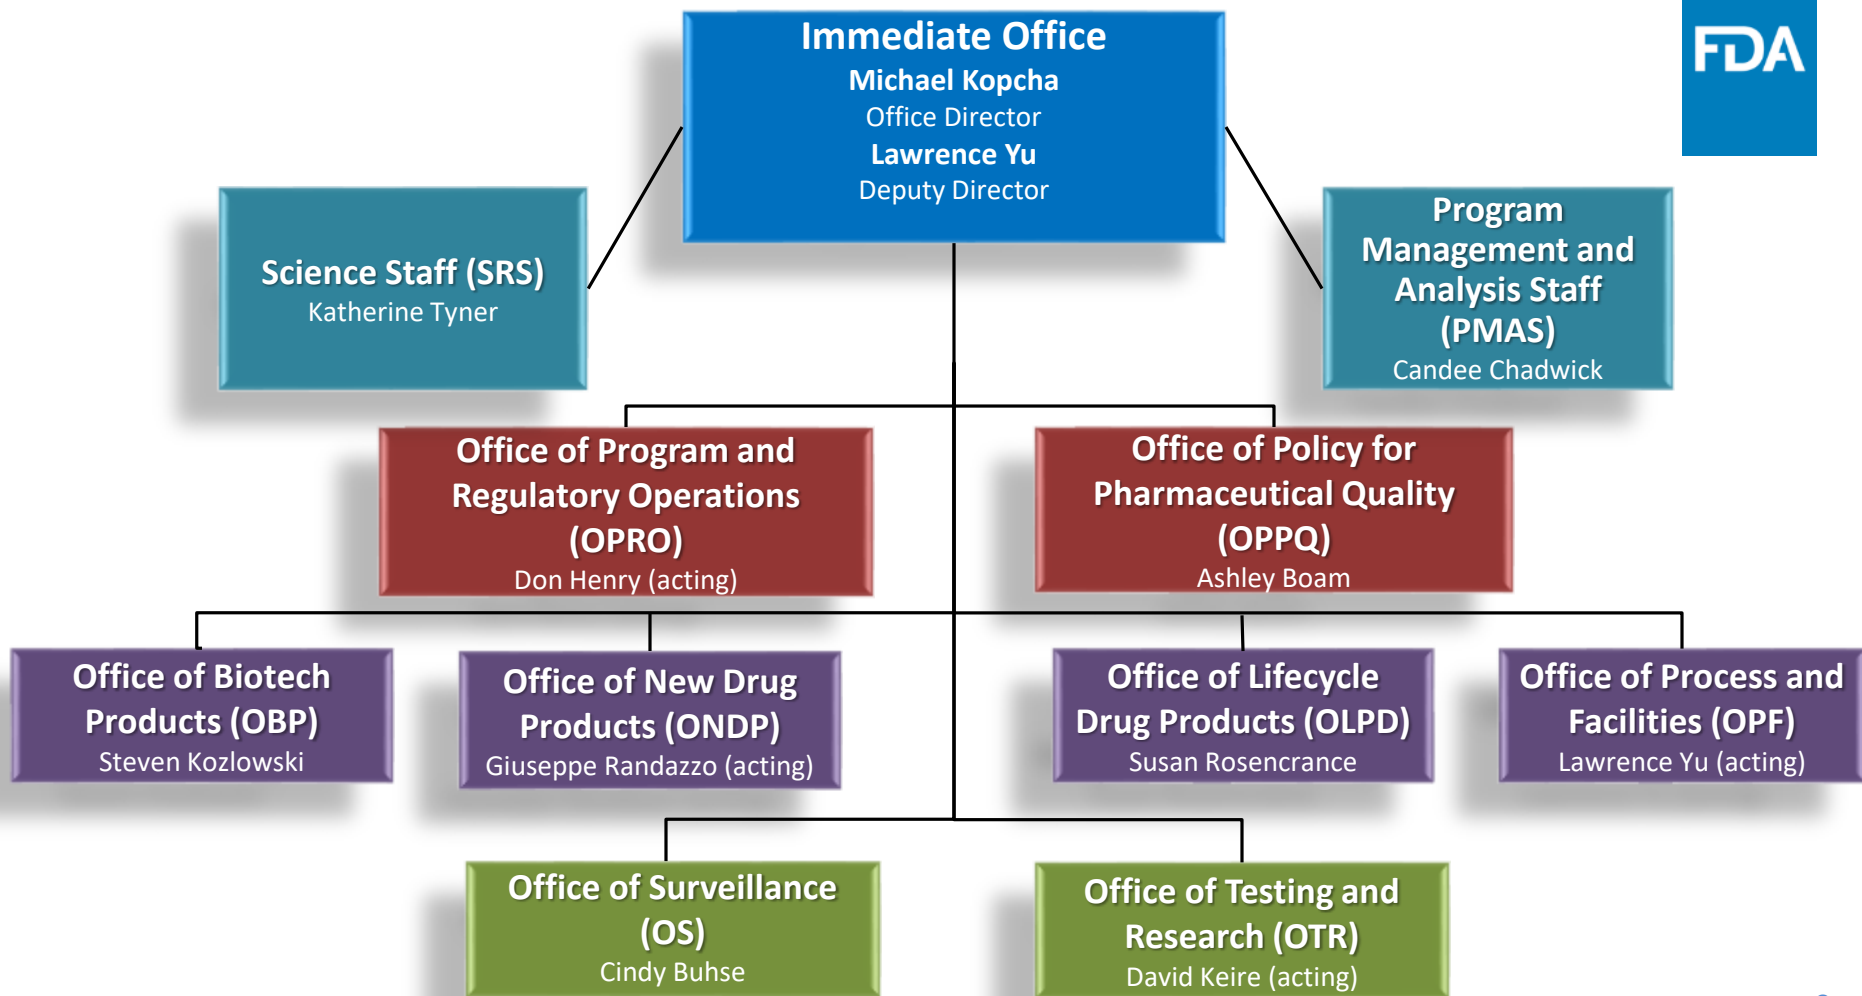 Immediate Office
Michael Kopcha
Office Director
Lawrence Yu
Deputy Director
FDA
Science Staff (SRS)
Katherine Tyner
Program
Management and
Analysis Staff
(PMAS)
Candee Chadwick
Office of Program and
Regulatory Operations
(OPRO)
Don Henry (acting)
Office of Policy for
Pharmaceutical Quality
(OPPQ)
Ashley Boam
Office of Biotech
Products (OBP)
Steven Kozlowski
Office of New Drug
Products (ONDP)
Giuseppe Randazzo (acting)
Office of Lifecycle
Drug Products (OLPD)
Susan Rosencrance
Office of Process and
Facilities (OPF)
Lawrence Yu (acting)
Office of Surveillance
(OS)
Cindy Buhse
Office of Testing and
Research (OTR)
David Keire (acting)